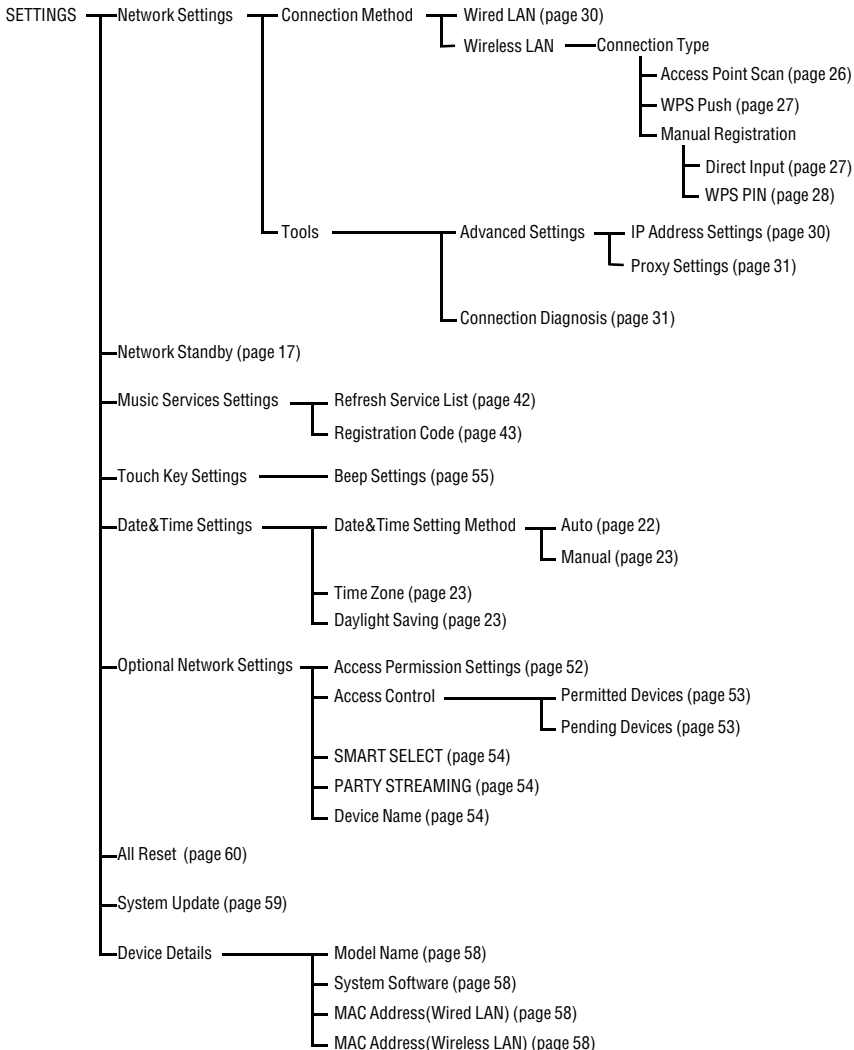 SETTINGS Network Settings Connection Method Wired LAN (page 30)
Wireless LAN Connection Type
Access Point Scan (page 26)
WPS Push (page 27)
Manual Registration
Direct Input (page 27)
WPS PIN (page 28)
Tools Advanced Settings IP Address Settings (page 30)
Proxy Settings (page 31)
Connection Diagnosis (page 31)
Network Standby (page 17)
Music Services Settings Refresh Service List (page 42)
Registration Code (page 43)
Touch Key Settings Beep Settings (page 55)
Date&Time Settings Date&Time Setting Method Auto (page 22)
Manual (page 23)
Time Zone (page 23)
Daylight Saving (page 23)
Optional Network Settings Access Permission Settings (page 52)
Access Control Permitted Devices (page 53)
Pending Devices (page 53)
SMART SELECT (page 54)
PARTY STREAMING (page 54)
Device Name (page 54)
All Reset (page 60)
System Update (page 59)
Device Details Model Name (page 58)
System Software (page 58)
MAC Address(Wired LAN) (page 58)
MAC Address(Wireless LAN) (page 58)